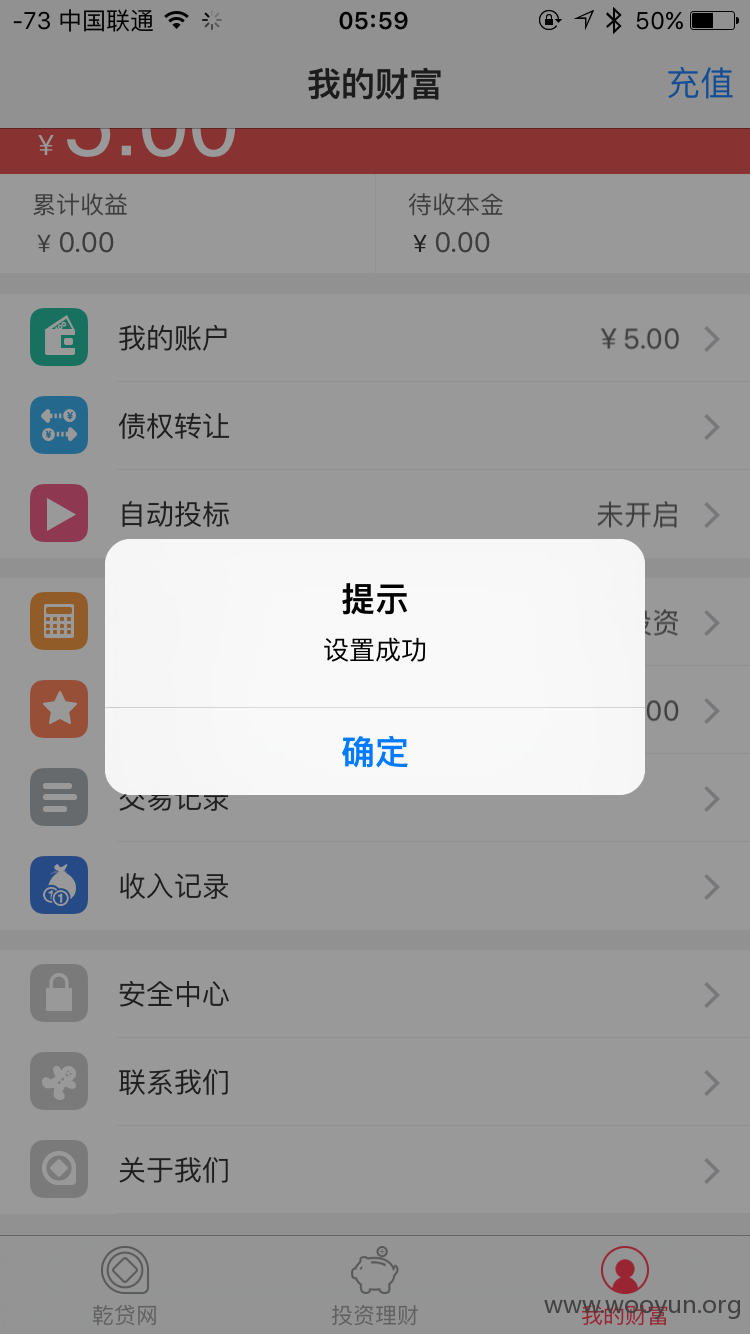 -73 中国联通 05:59 50%
我的财富 充值
¥ 5.00
累计收益 待收本金
¥ 0.00 ¥ 0.00
我的账户 ¥ 5.00
债权转让
自动投标 未开启
提示
设置成功
资
00
确定
交易记录
收入记录
安全中心
联系我们
关于我们
乾贷网 投资理财 我的财富
www.wooyun.org